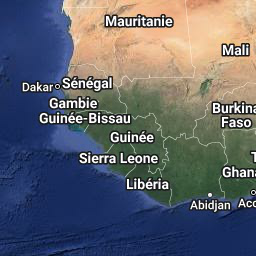 Mauritanie
Mali
Dakar
Sénégal
Gambie
Guinée-Bissau
Burkina
Faso
Guinée
Sierra Leone
Libéria
T
Ghana
Abidjan
Acc